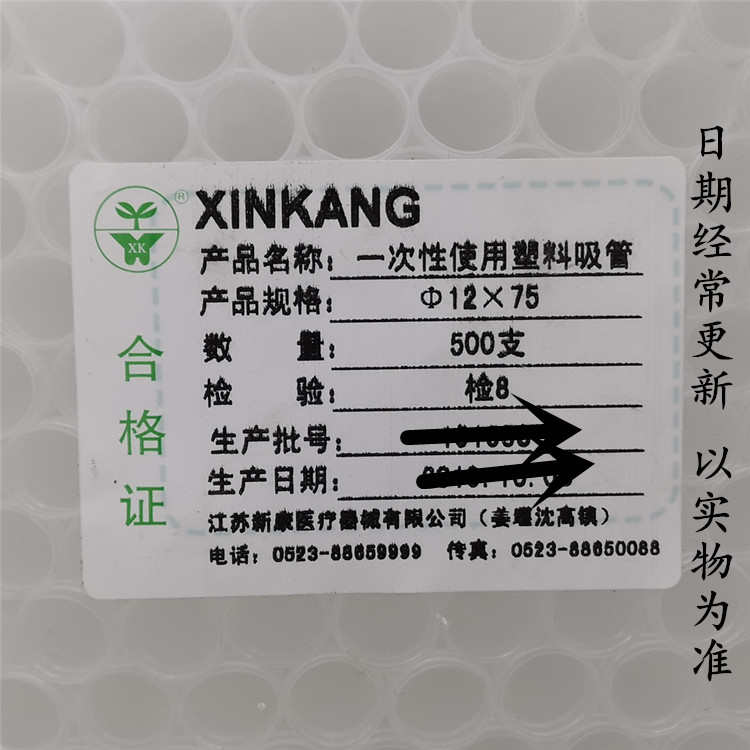 XK
®
XINKANG
产品名称：一次性使用塑料吸管
产品规格：Φ12×75
数量：500支
检验：检8
生产批号：
生产日期：
江苏新康医疗器械有限公司（姜堰沈高镇）
电话：0523-88659999 传真：0523-88650088
合格证
日期经常更新 以实物为准